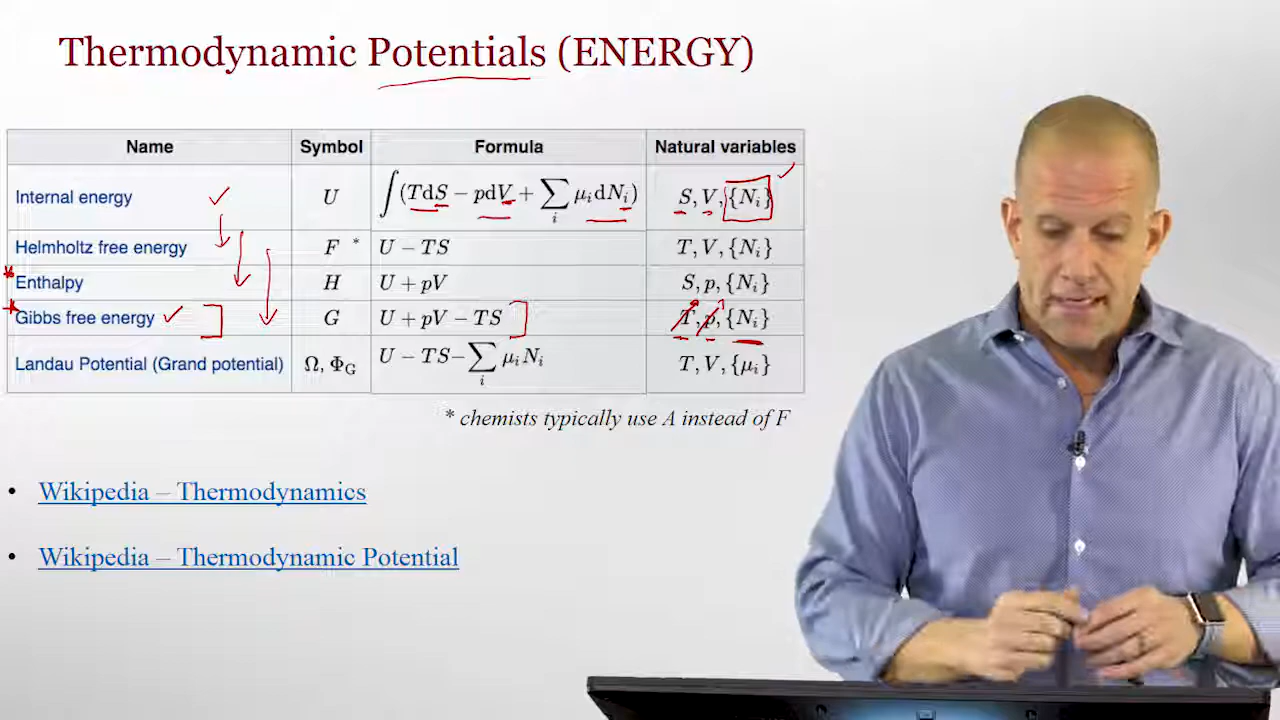 Thermodynamic Potentials (ENERGY)
Name Symbol Formula Natural variables
Internal energy U ∫(TdS − pdV + ∑ᵢ μᵢdNᵢ) S, V, {Nᵢ}
Helmholtz free energy F * U − TS T, V, {Nᵢ}
Enthalpy H U + pV S, p, {Nᵢ}
Gibbs free energy G U + pV − TS T, p, {Nᵢ}
Landau Potential (Grand potential) Ω, Φ_G U − TS− ∑ᵢ μᵢNᵢ T, V, {μᵢ}
* chemists typically use A instead of F
• Wikipedia – Thermodynamics
• Wikipedia – Thermodynamic Potential